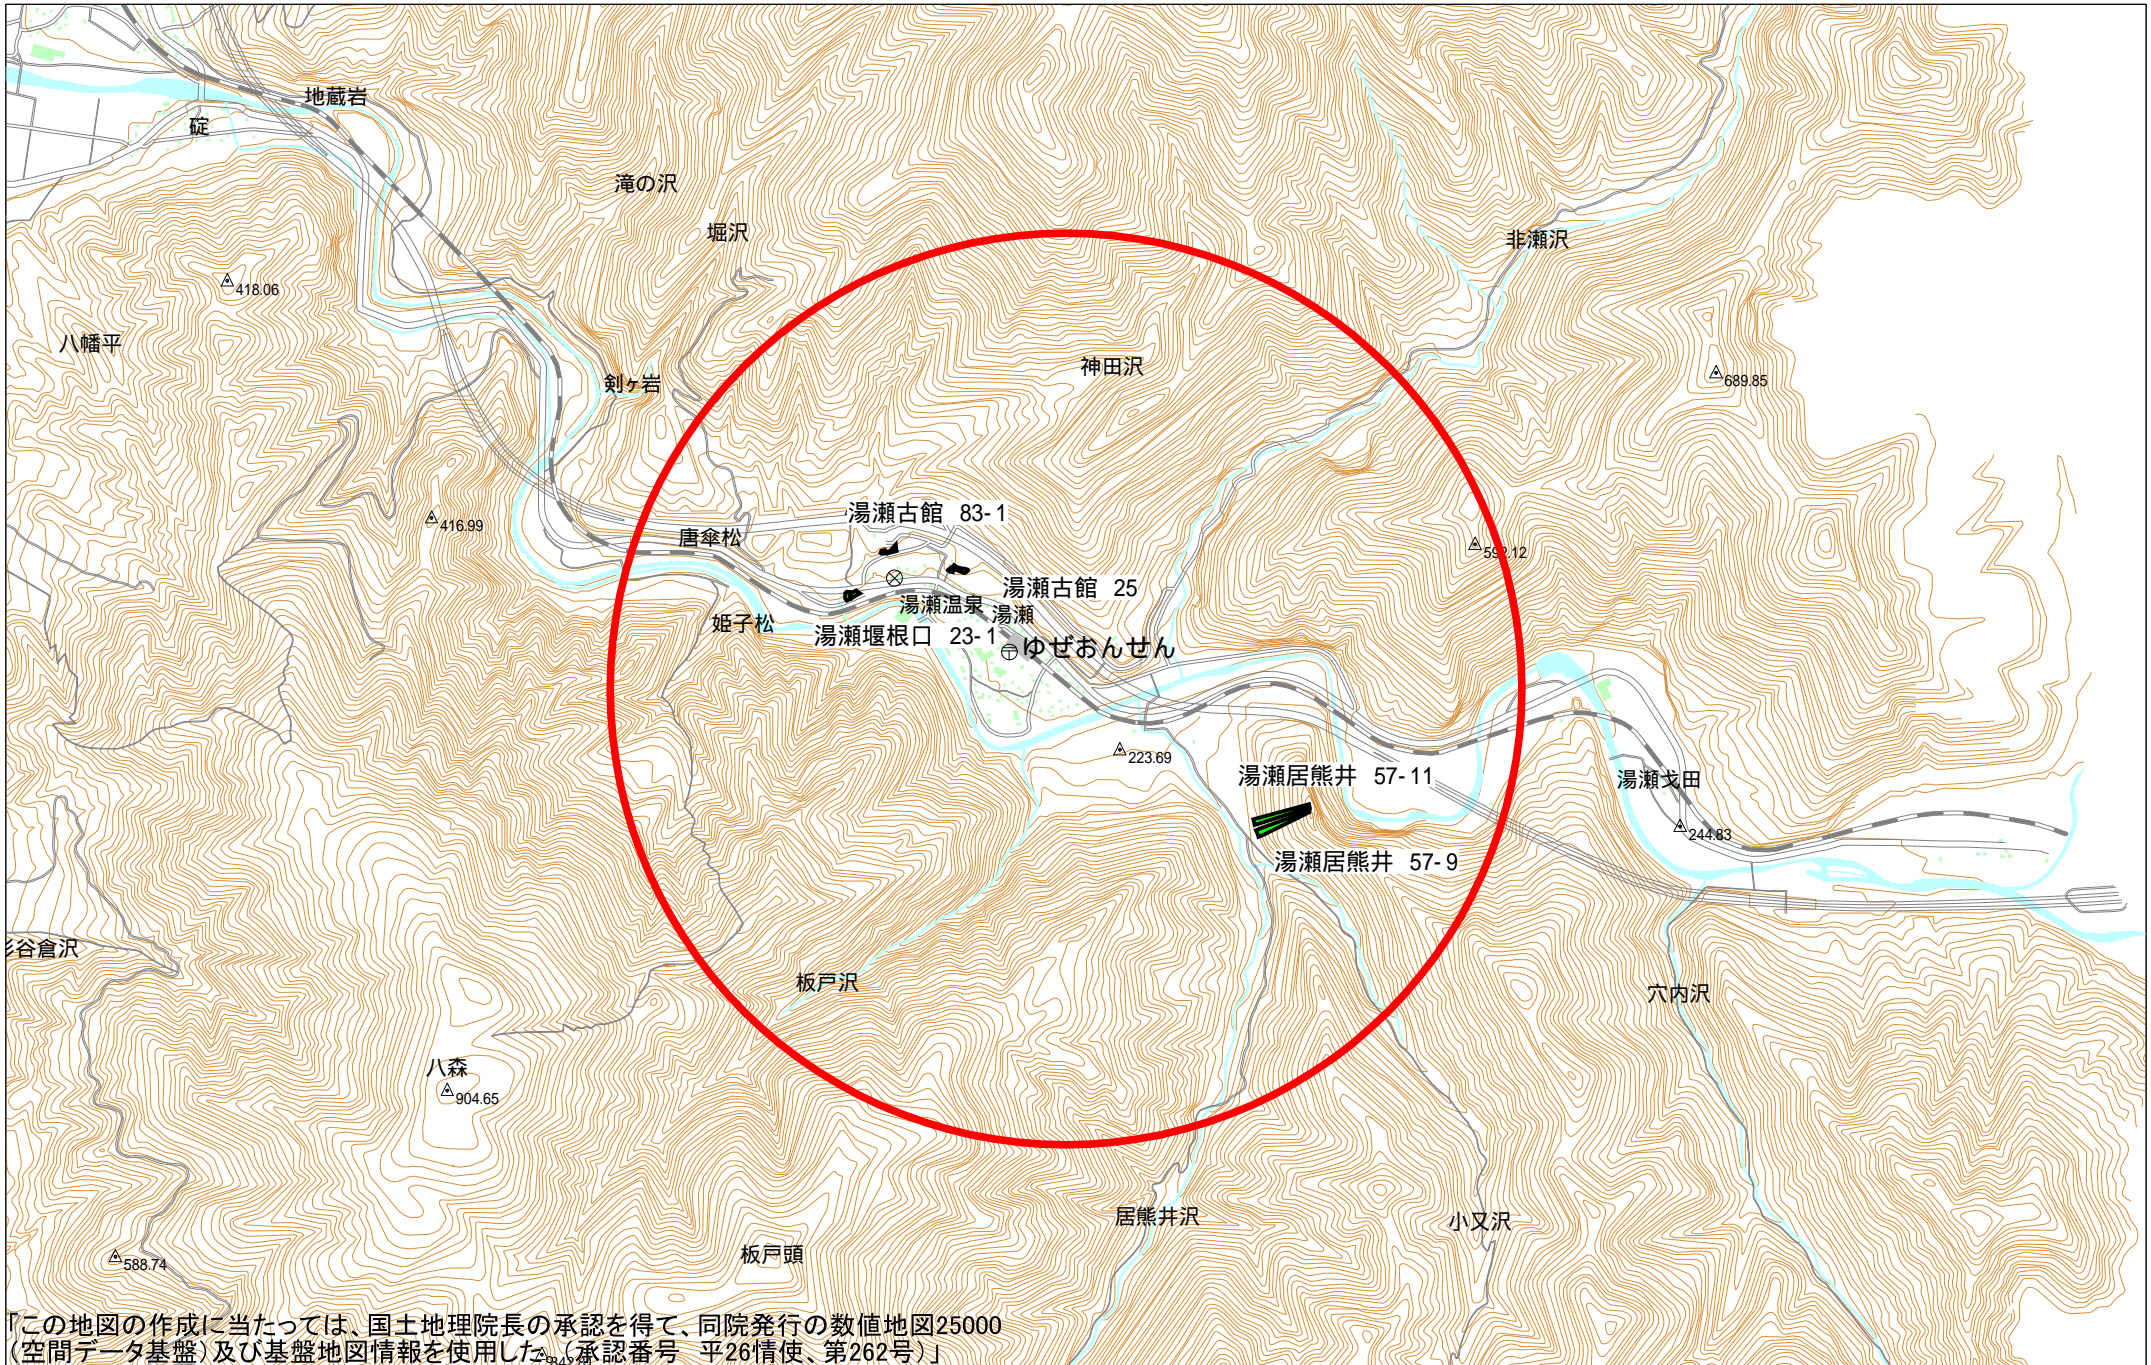 地蔵岩
碇
滝の沢
堀沢
非瀬沢
418.06
八幡平
神田沢
689.85
剣ヶ岩
湯瀬古館 83-1
416.99
唐傘松
592.12
湯瀬古館 25
湯瀬温泉
湯瀬
姫子松
湯瀬堰根口 23-1
ゆぜおんせん
223.69
湯瀬居熊井 57-11
湯瀬戈田
244.83
湯瀬居熊井 57-9
谷倉沢
板戸沢
穴内沢
八森
904.65
居熊井沢
小又沢
板戸頭
588.74
「この地図の作成に当たっては、国土地理院長の承認を得て、同院発行の数値地図25000
(空間データ基盤)及び基盤地図情報を使用した。(承認番号 平26情使、第262号)」